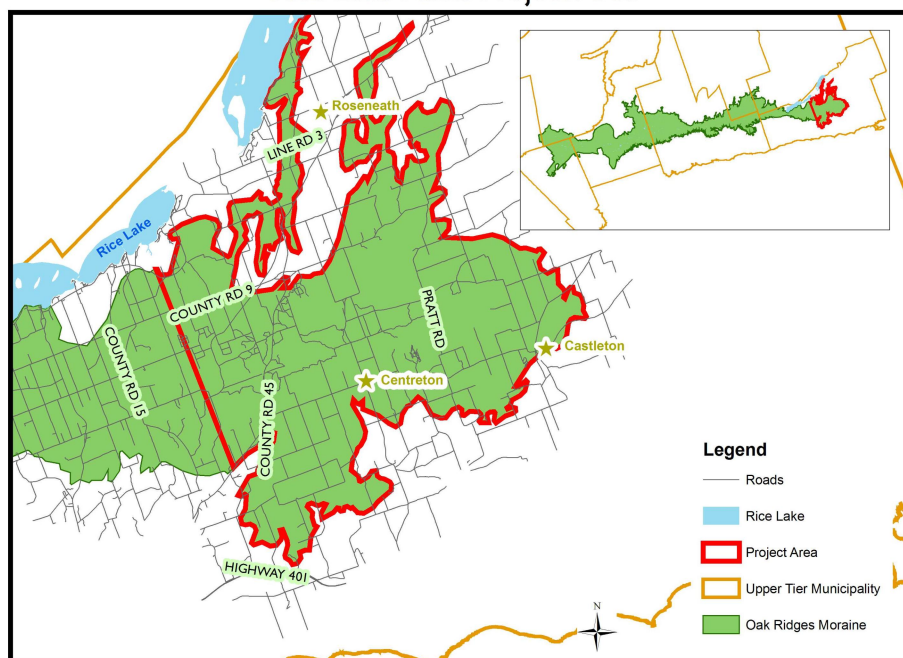 Roseneath
LINE RD 3
Rice Lake
COUNTY RD 9
PRATT RD
COUNTY RD 15
Castleton
Centreton
COUNTY RD 45
HIGHWAY 401
N
Legend
Roads
Rice Lake
Project Area
Upper Tier Municipality
Oak Ridges Moraine